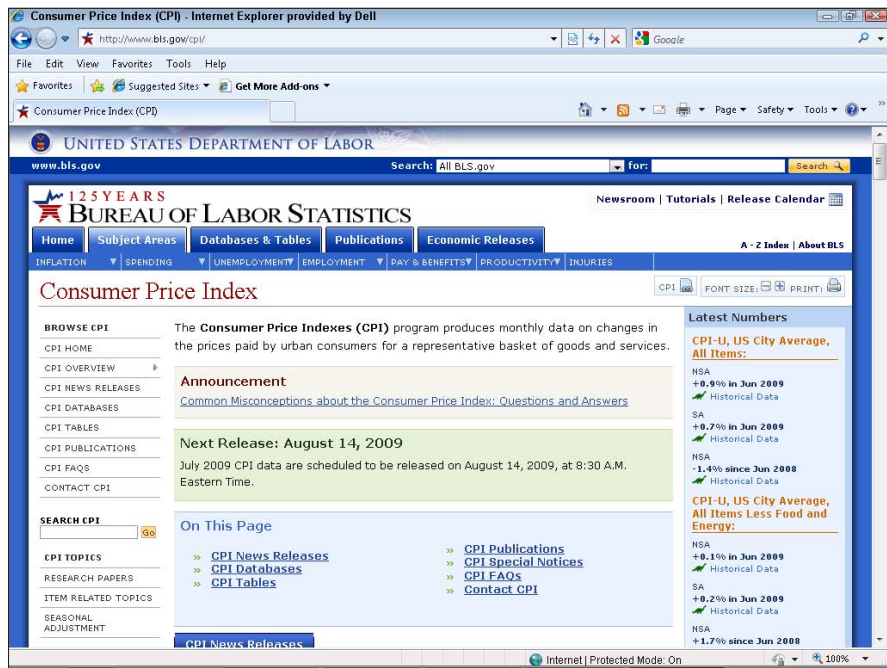 Consumer Price Index (CPI) - Internet Explorer provided by Dell
http://www.bls.gov/cpi/
Google
File Edit View Favorites Tools Help
Favorites Suggested Sites Get More Add-ons
Consumer Price Index (CPI)
Page Safety Tools
UNITED STATES DEPARTMENT OF LABOR
www.bls.gov Search: All BLS.gov for: Search
125 YEARS
BUREAU OF LABOR STATISTICS
Newsroom | Tutorials | Release Calendar
Home Subject Areas Databases & Tables Publications Economic Releases
A - Z Index | About BLS
INFLATION SPENDING UNEMPLOYMENT EMPLOYMENT PAY & BENEFITS PRODUCTIVITY INJURIES
Consumer Price Index
CPI FONT SIZE: PRINT:
BROWSE CPI
CPI HOME
CPI OVERVIEW
CPI NEWS RELEASES
CPI DATABASES
CPI TABLES
CPI PUBLICATIONS
CPI FAQS
CONTACT CPI
SEARCH CPI
Go
CPI TOPICS
RESEARCH PAPERS
ITEM RELATED TOPICS
SEASONAL
ADJUSTMENT
The Consumer Price Indexes (CPI) program produces monthly data on changes in
the prices paid by urban consumers for a representative basket of goods and services.
Announcement
Common Misconceptions about the Consumer Price Index: Questions and Answers
Next Release: August 14, 2009
July 2009 CPI data are scheduled to be released on August 14, 2009, at 8:30 A.M.
Eastern Time.
On This Page
» CPI News Releases
» CPI Databases
» CPI Tables
» CPI Publications
» CPI Special Notices
» CPI FAQs
» Contact CPI
CPI News Releases
Latest Numbers
CPI-U, US City Average,
All Items:
NSA
+0.9% in Jun 2009
Historical Data
SA
+0.7% in Jun 2009
Historical Data
NSA
-1.4% since Jun 2008
Historical Data
CPI-U, US City Average,
All Items Less Food and
Energy:
NSA
+0.1% in Jun 2009
Historical Data
SA
+0.2% in Jun 2009
Historical Data
NSA
+1.7% since Jun 2008
Internet | Protected Mode: On
100%